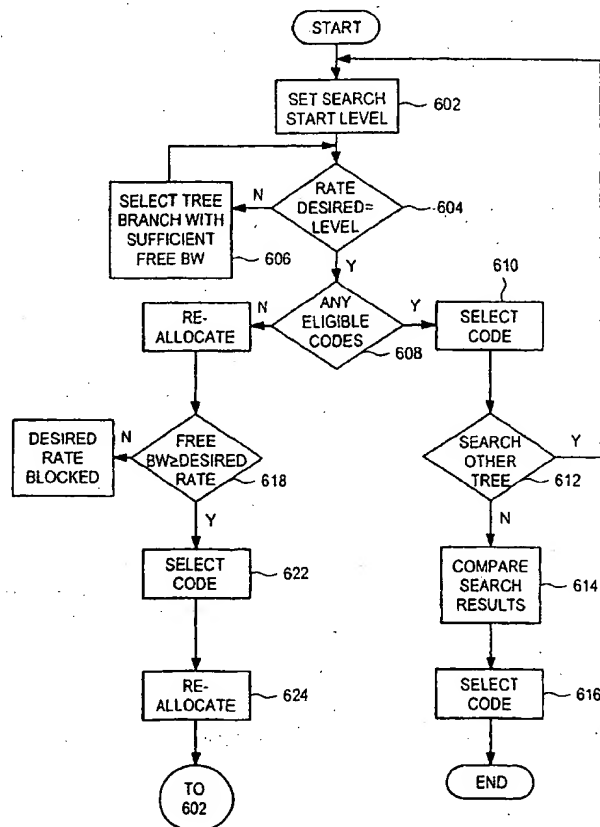 START
SET SEARCH
START LEVEL
602
RATE
DESIRED=
LEVEL
604
N
Y
SELECT TREE
BRANCH WITH
SUFFICIENT
FREE BW
606
ANY
ELIGIBLE
CODES
608
N
Y
610
SELECT
CODE
RE-
ALLOCATE
SEARCH
OTHER
TREE
612
Y
N
FREE
BW≥DESIRED
RATE
618
N
Y
DESIRED
RATE
BLOCKED
COMPARE
SEARCH
RESULTS
614
SELECT
CODE
622
SELECT
CODE
616
RE-
ALLOCATE
624
TO
602
END